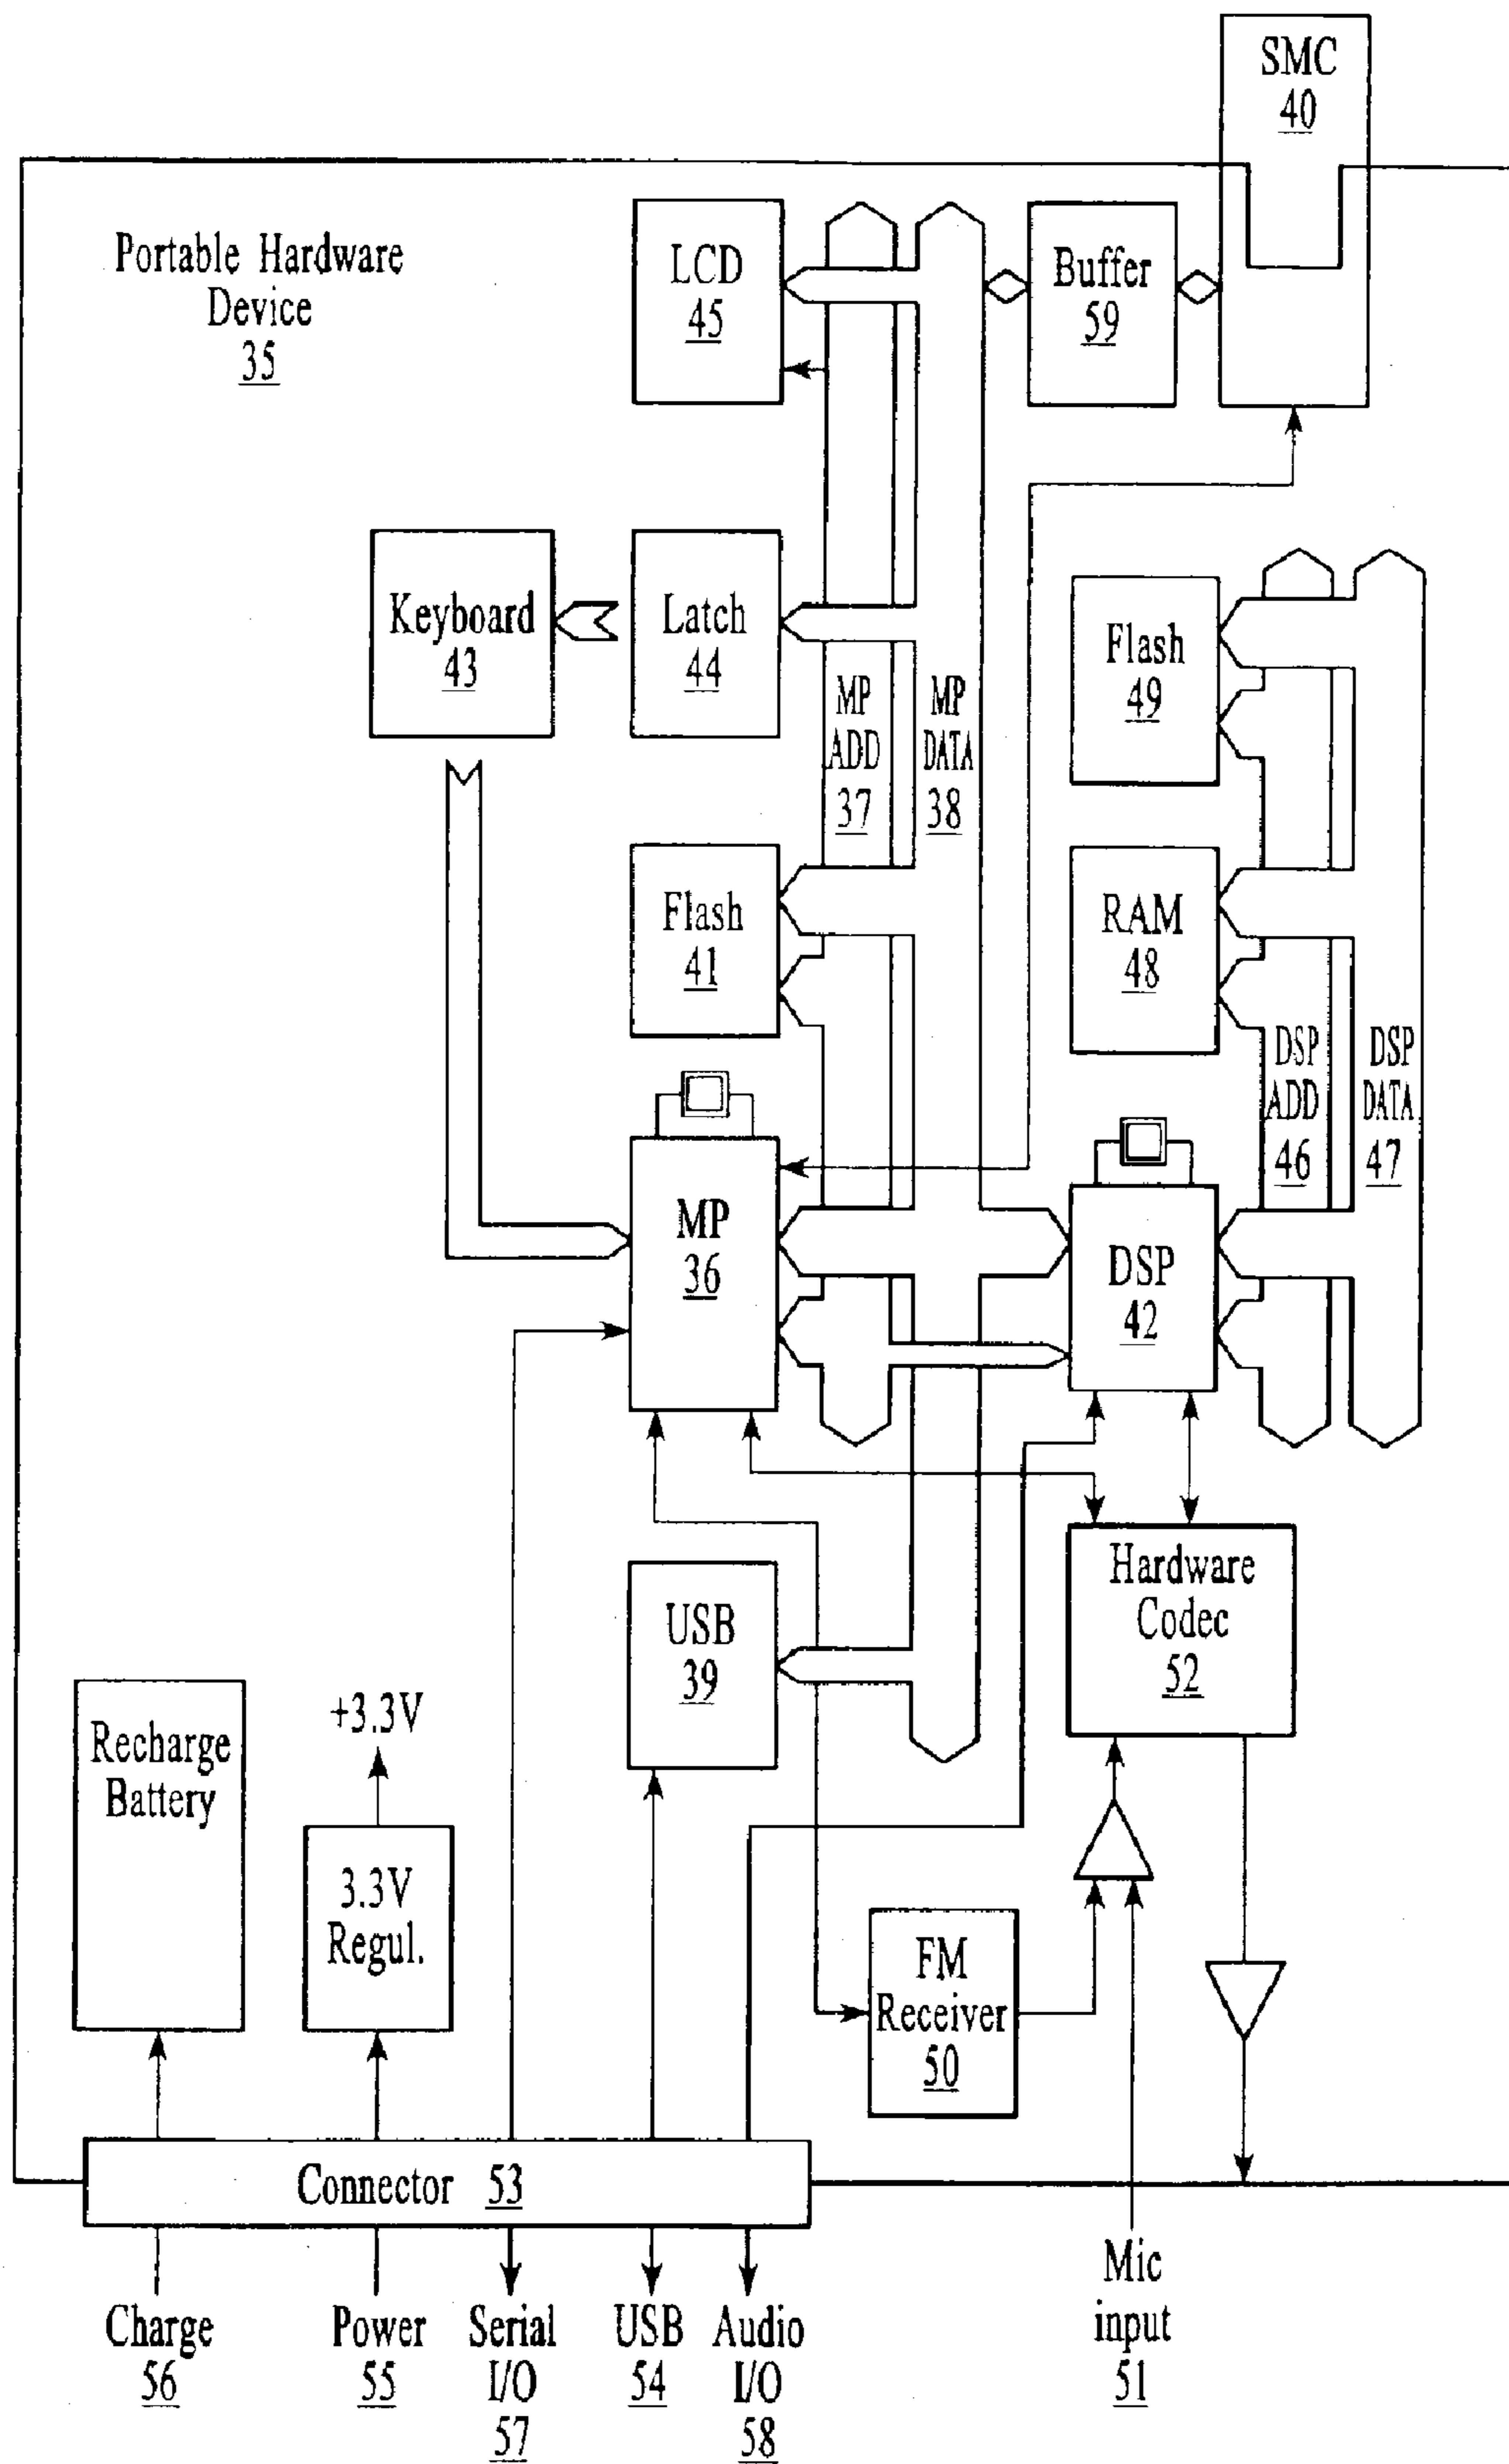 SMC
40
Portable Hardware
Device
35
LCD
45
Buffer
59
Keyboard
43
Latch
44
MP
ADD
37
MP
DATA
38
Flash
49
Flash
41
RAM
48
DSP
ADD
46
DSP
DATA
47
MP
36
DSP
42
USB
39
Hardware
Codec
52
Recharge
Battery
+3.3V
3.3V
Regul.
FM
Receiver
50
Connector 53
Charge
56
Power
55
Serial
I/O
57
USB
54
Audio
I/O
58
Mic
input
51